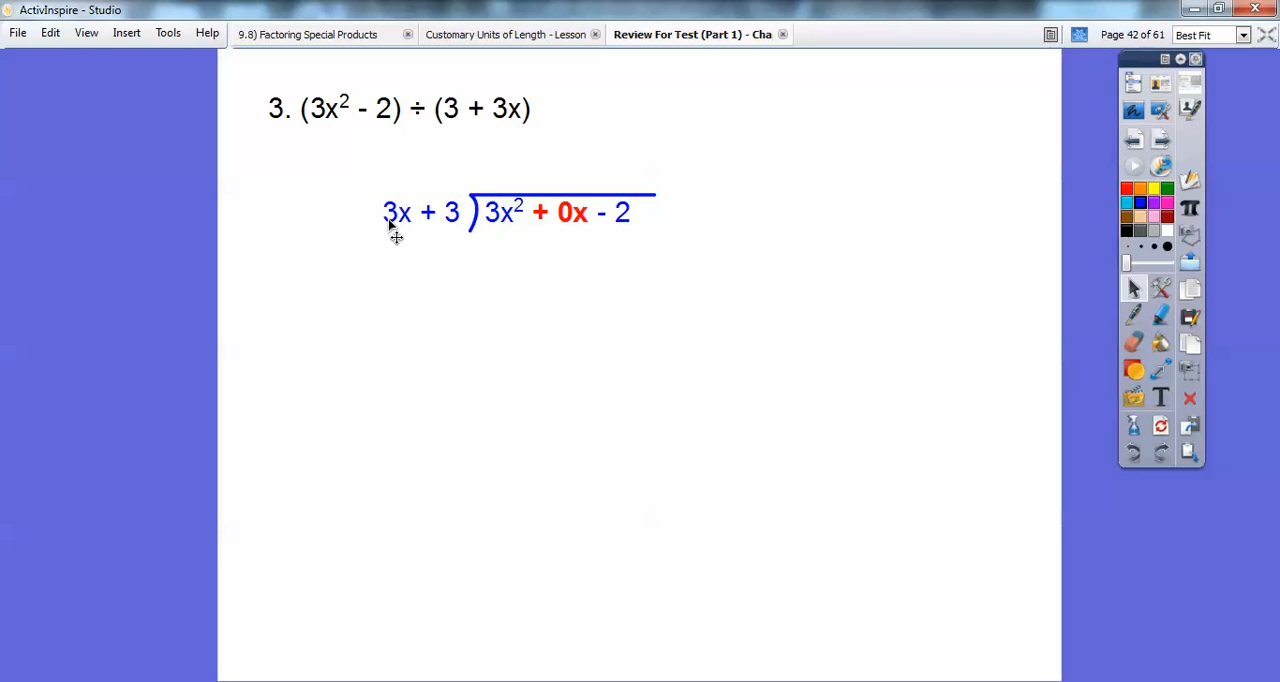 ActivInspire - Studio
File Edit View Insert Tools Help
9.8) Factoring Special Products
Customary Units of Length - Lesson
Review For Test (Part 1) - Cha
Page 42 of 61
Best Fit
3. (3x² - 2) ÷ (3 + 3x)
3x + 3 ) 3x² + 0x - 2